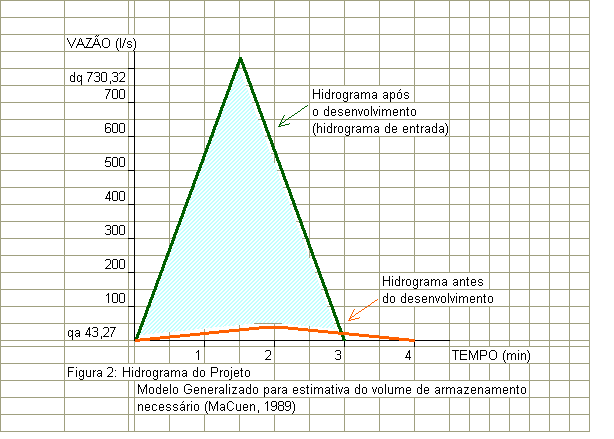 VAZÃO (l/s)
dq 730,32
700
Hidrograma após
o desenvolvimento
(hidrograma de entrada)
600
500
400
300
200
Hidrograma antes
do desenvolvimento
100
qa 43,27
1 2 3 4 TEMPO (min)
Figura 2: Hidrograma do Projeto
Modelo Generalizado para estimativa do volume de armazenamento
necessário (MaCuen, 1989)